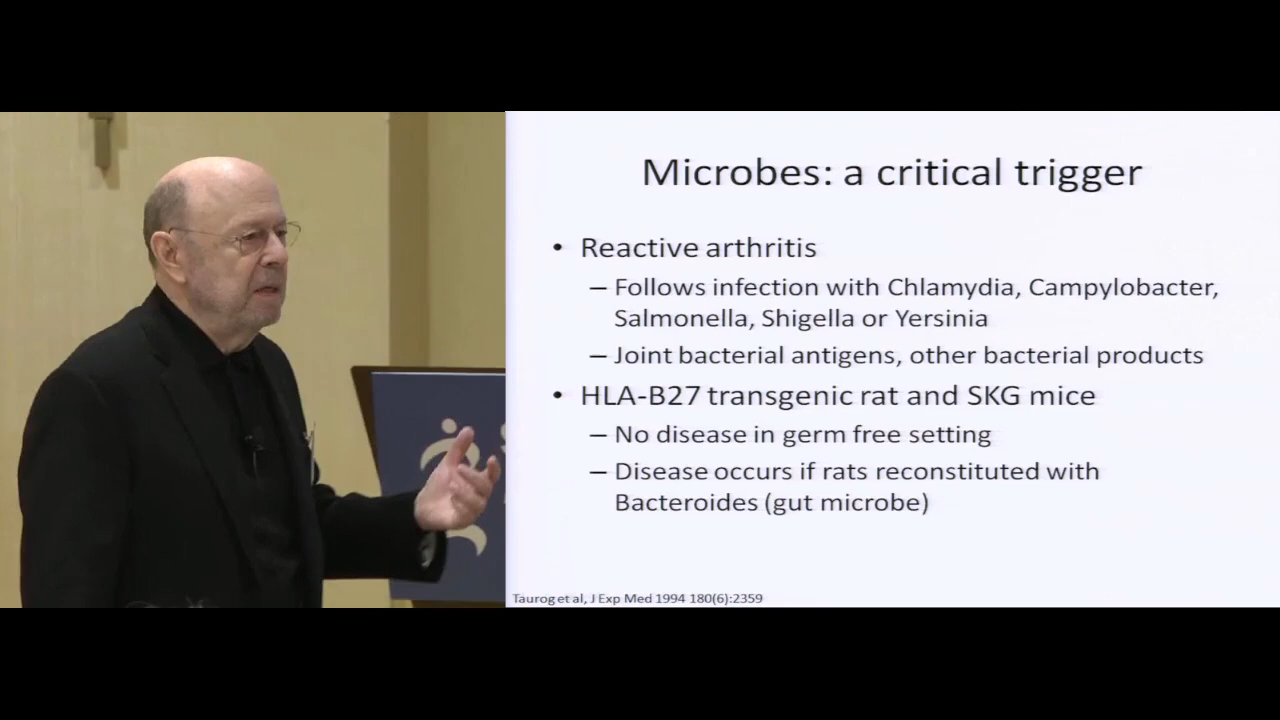 Microbes: a critical trigger
• Reactive arthritis
– Follows infection with Chlamydia, Campylobacter,
Salmonella, Shigella or Yersinia
– Joint bacterial antigens, other bacterial products
• HLA-B27 transgenic rat and SKG mice
– No disease in germ free setting
– Disease occurs if rats reconstituted with
Bacteroides (gut microbe)
Taurog et al, J Exp Med 1994 180(6):2359